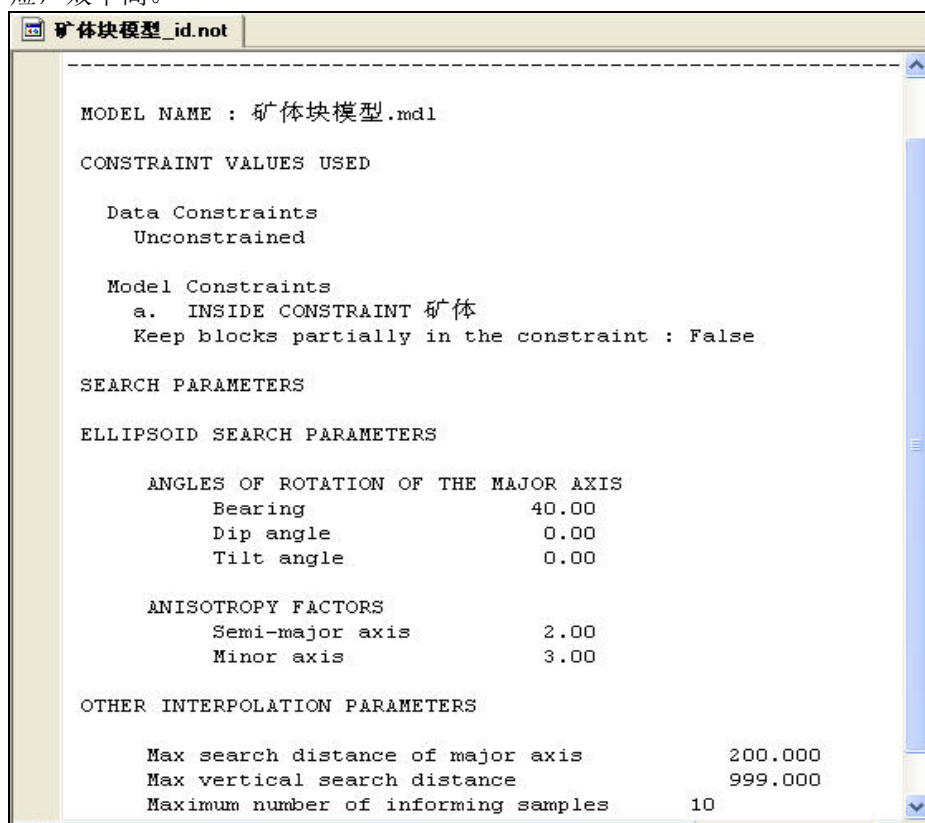 矿体块模型_id.not
MODEL NAME : 矿体块模型.mdl
CONSTRAINT VALUES USED
Data Constraints
Unconstrained
Model Constraints
a. INSIDE CONSTRAINT 矿体
Keep blocks partially in the constraint : False
SEARCH PARAMETERS
ELLIPSOID SEARCH PARAMETERS
ANGLES OF ROTATION OF THE MAJOR AXIS
Bearing 40.00
Dip angle 0.00
Tilt angle 0.00
ANISOTROPY FACTORS
Semi-major axis 2.00
Minor axis 3.00
OTHER INTERPOLATION PARAMETERS
Max search distance of major axis 200.000
Max vertical search distance 999.000
Maximum number of informing samples 10